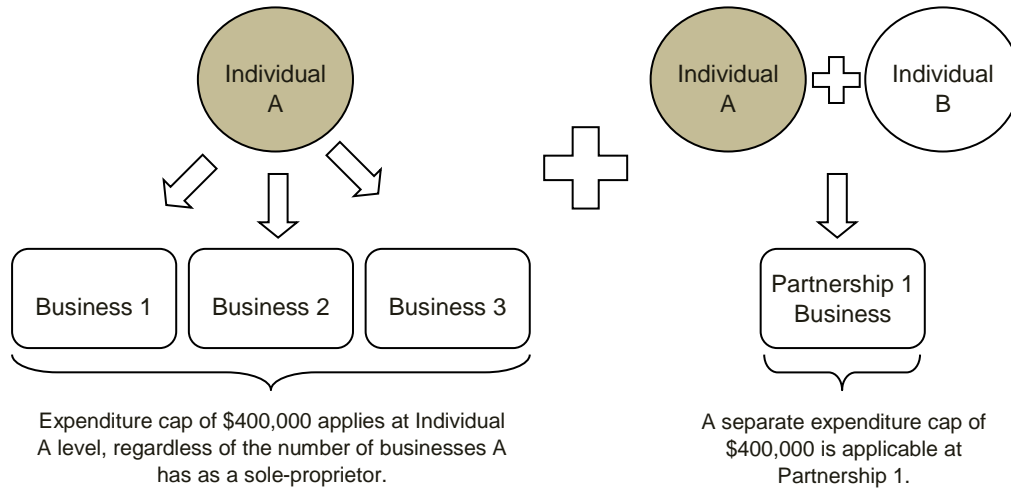 Individual
A
Individual
A
Individual
B
Business 1
Business 2
Business 3
Partnership 1
Business
Expenditure cap of $400,000 applies at Individual
A level, regardless of the number of businesses A
has as a sole-proprietor.
A separate expenditure cap of
$400,000 is applicable at
Partnership 1.